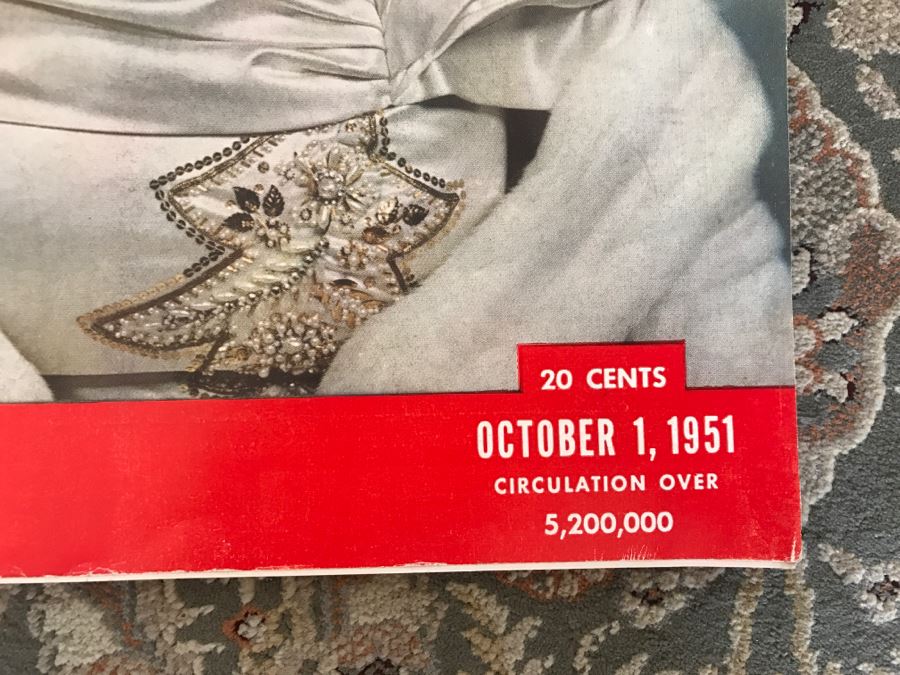 20 CENTS
OCTOBER 1, 1951
CIRCULATION OVER
5,200,000